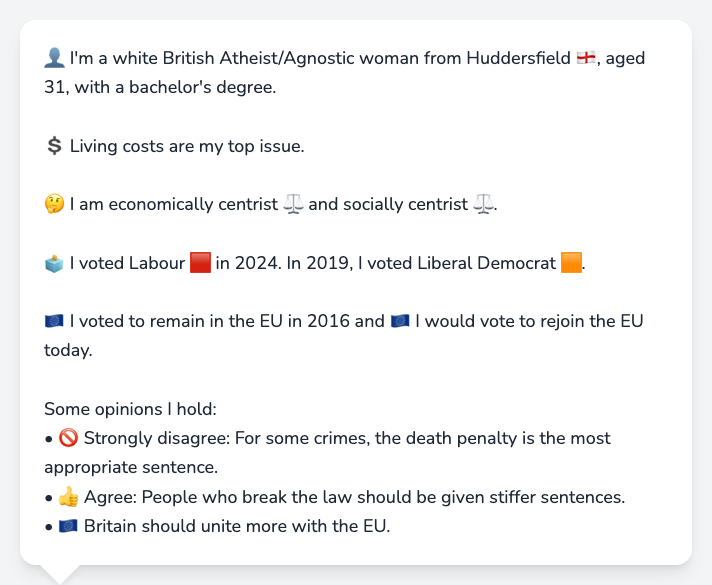 👤 I'm a white British Atheist/Agnostic woman from Huddersfield 🏴󠁧󠁢󠁥󠁮󠁧󠁿, aged
31, with a bachelor's degree.
💲 Living costs are my top issue.
🤔 I am economically centrist ⚖️ and socially centrist ⚖️.
🗳️ I voted Labour 🟥 in 2024. In 2019, I voted Liberal Democrat 🟧.
🇪🇺 I voted to remain in the EU in 2016 and 🇪🇺 I would vote to rejoin the EU
today.
Some opinions I hold:
• 🚫 Strongly disagree: For some crimes, the death penalty is the most
appropriate sentence.
• 👍 Agree: People who break the law should be given stiffer sentences.
• 🇪🇺 Britain should unite more with the EU.